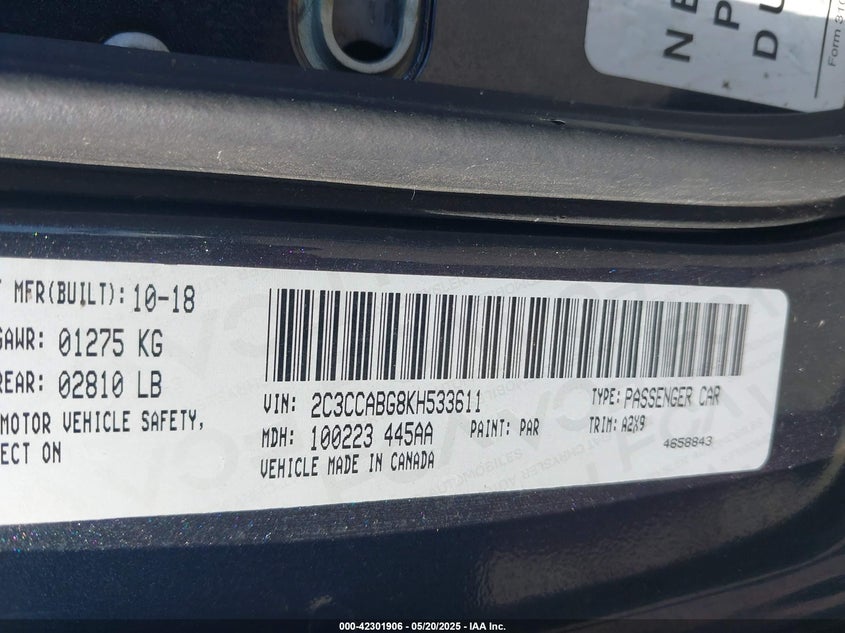 NE
P
DU
Form 310
MFR(BUILT): 10-18
GAWR: 01275 KG
REAR: 02810 LB
MOTOR VEHICLE SAFETY,
ECT ON
VIN: 2C3CCABG8KH533611
TYPE: PASSENGER CAR
MDH: 100223 445AA
PAINT: PAR
TRIM: A2X9
VEHICLE MADE IN CANADA
4658843
000-42301906 - 05/20/2025 - IAA Inc.